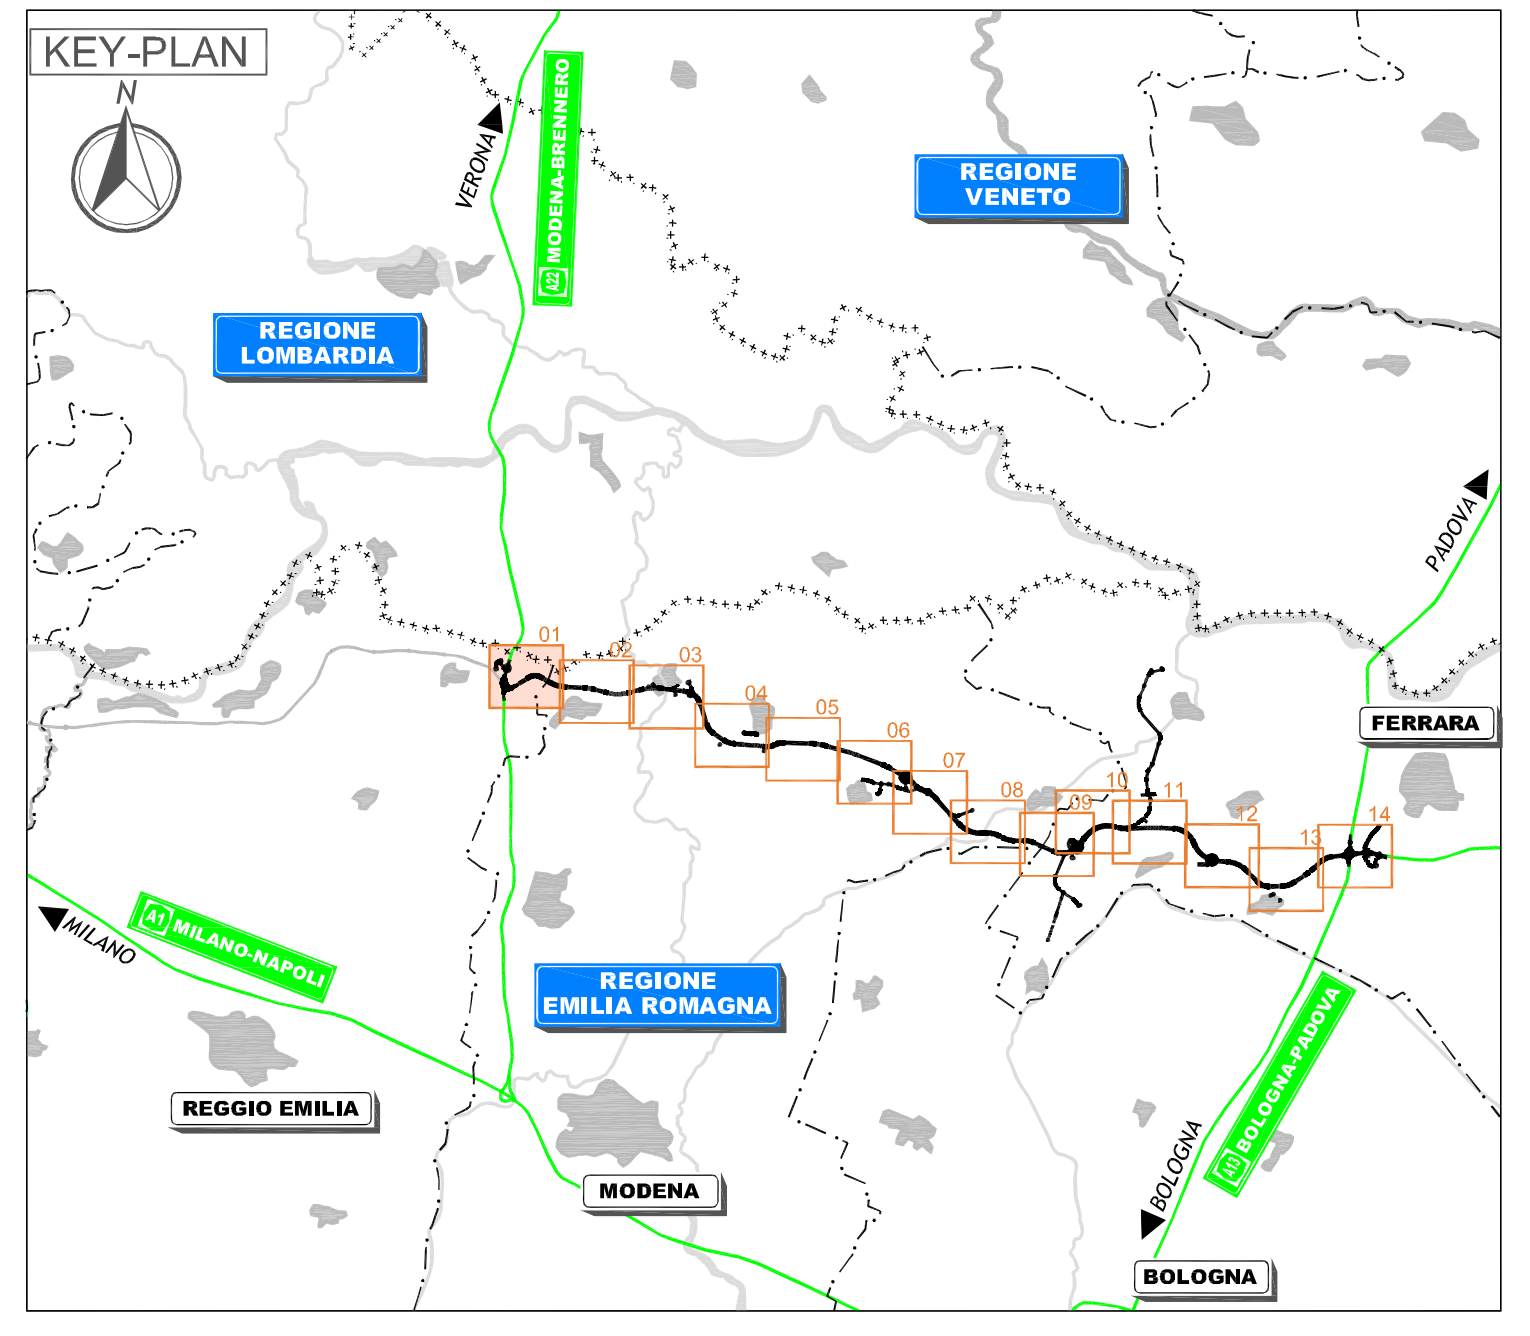 KEY-PLAN
N
VERONA
A22 MODENA-BRENNERO
REGIONE
VENETO
REGIONE
LOMBARDIA
PADOVA
01
02
03
04
05
06
07
08
09
10
11
12
13
14
FERRARA
MILANO
A1 MILANO-NAPOLI
REGIONE
EMILIA ROMAGNA
A13 BOLOGNA-PADOVA
REGGIO EMILIA
MODENA
BOLOGNA
BOLOGNA